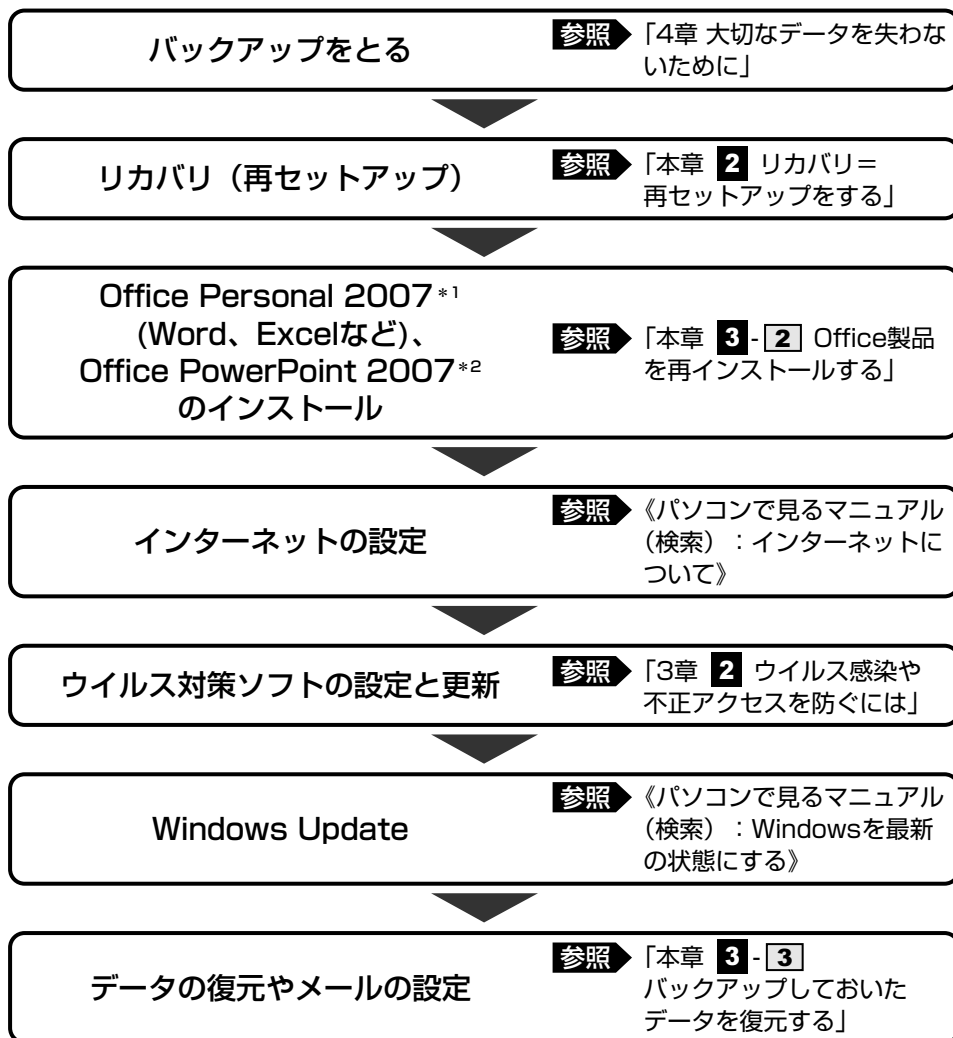 バックアップをとる
参照 「4章 大切なデータを失わな
いために」
リカバリ（再セットアップ）
参照 「本章 2 リカバリ＝
再セットアップをする」
Office Personal 2007*1
(Word、Excelなど)、
Office PowerPoint 2007*2
のインストール
参照 「本章 3 - 2 Office製品
を再インストールする」
インターネットの設定
参照 《パソコンで見るマニュアル
（検索）：インターネットに
ついて》
ウイルス対策ソフトの設定と更新
参照 「3章 2 ウイルス感染や
不正アクセスを防ぐには」
Windows Update
参照 《パソコンで見るマニュアル
（検索）：Windowsを最新
の状態にする》
データの復元やメールの設定
参照 「本章 3 - 3
バックアップしておいた
データを復元する」